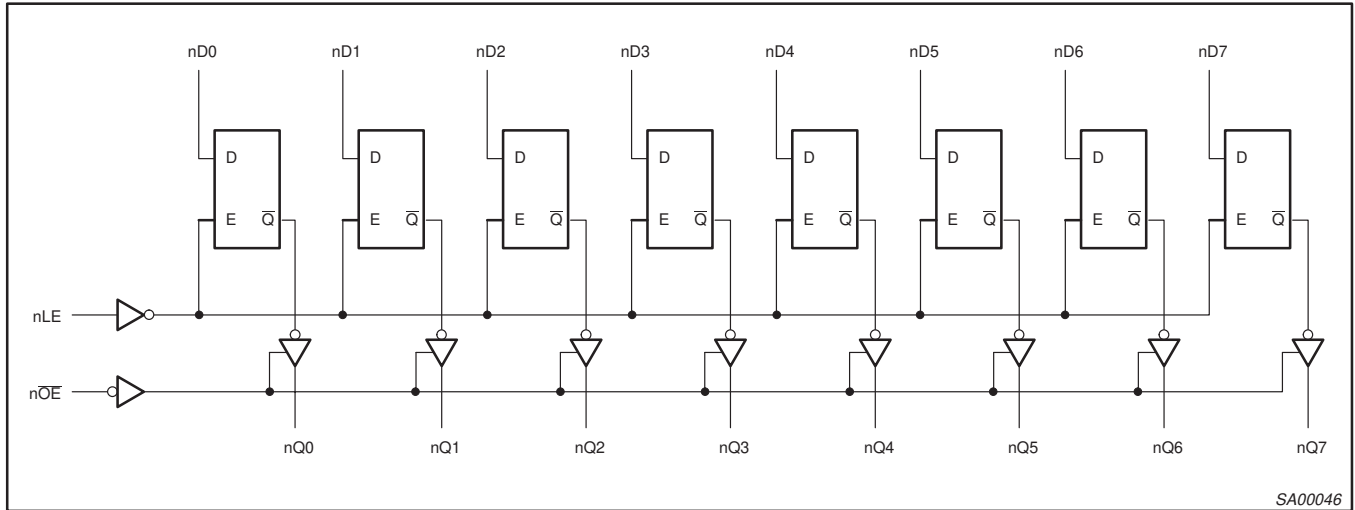 nD0 nD1 nD2 nD3 nD4 nD5 nD6 nD7
D D D D D D D D
E Q̅ E Q̅ E Q̅ E Q̅ E Q̅ E Q̅ E Q̅ E Q̅
nLE
nO̅E̅
nQ0 nQ1 nQ2 nQ3 nQ4 nQ5 nQ6 nQ7
SA00046